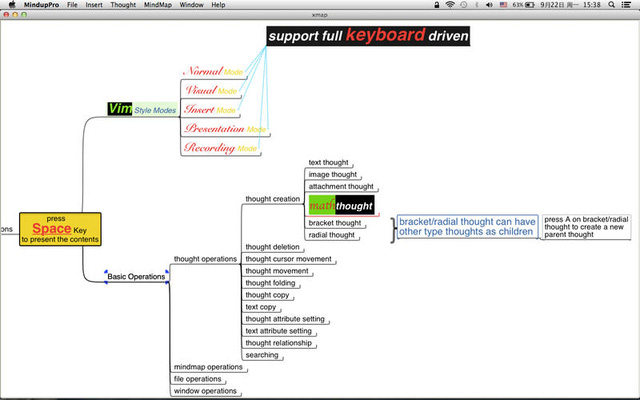 MindupPro File Insert Thought MindMap Window Help 63% 9月22日 周一 15:38
xmap
support full keyboard driven
Normal Mode
Visual Mode
Vim Style Modes
Insert Mode
Presentation Mode
Recording Mode
text thought
image thought
attachment thought
thought creation
math thought
bracket thought
radial thought
bracket/radial thought can have
other type thoughts as children
press A on bracket/radial
thought to create a new
parent thought
ons
press
Space Key
to present the contents
Basic Operations
thought operations
thought deletion
thought cursor movement
thought movement
thought folding
thought copy
text copy
thought attribute setting
text attribute setting
thought relationship
searching
mindmap operations
file operations
window operations